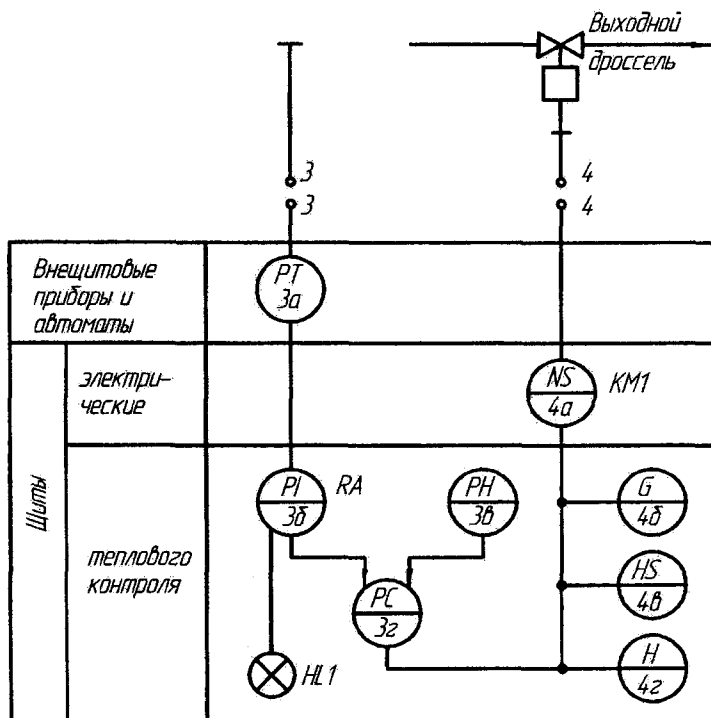 Выходной
дроссель
3
3
4
4
Внещитовые
приборы и
автоматы
PT
3а
Щиты
электри-
ческие
NS
4а
KM1
теплового
контроля
PI
3б
RA
PH
3в
G
4б
PC
3г
HS
4в
HL1
H
4г